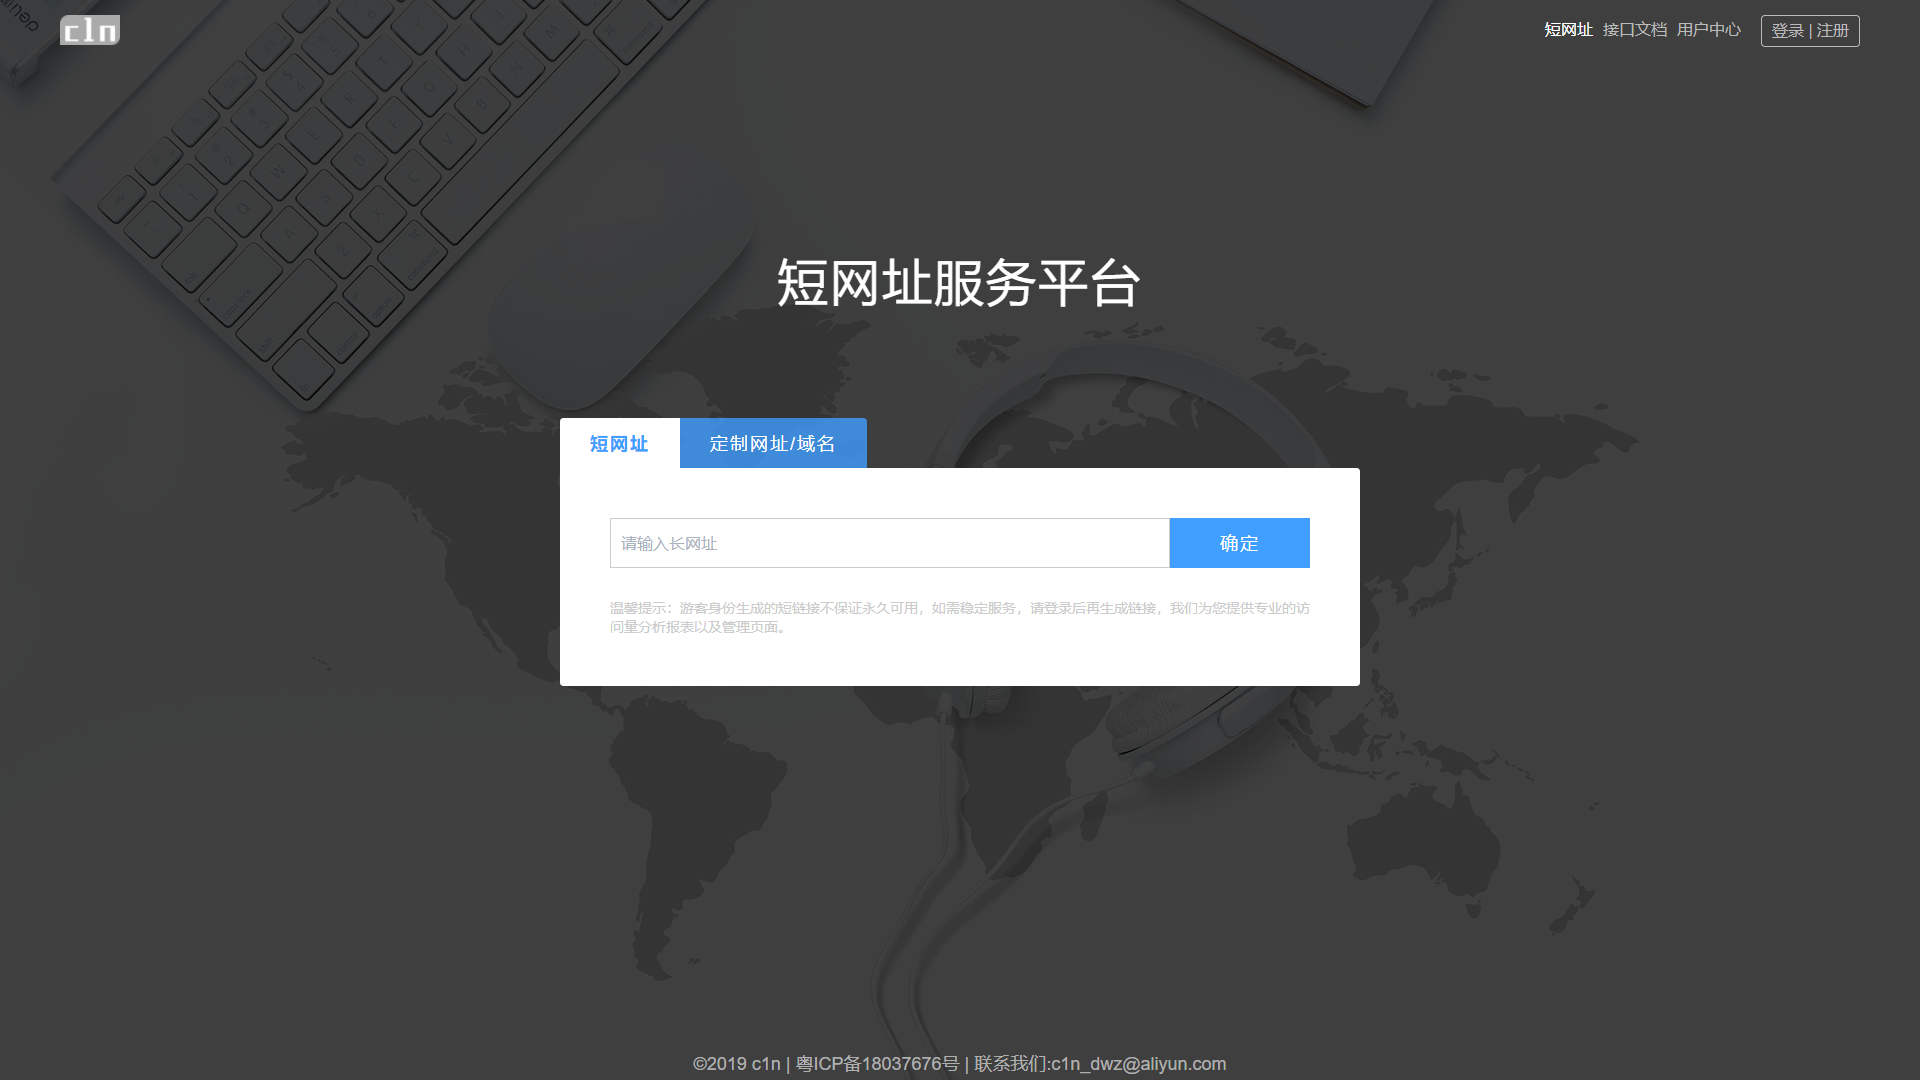 c1n
短网址 接口文档 用户中心 登录 | 注册
短网址服务平台
短网址 定制网址/域名
请输入长网址 确定
温馨提示：游客身份生成的短链接不保证永久可用，如需稳定服务，请登录后再生成链接，我们为您提供专业的访
问量分析报表以及管理页面。
©2019 c1n | 粤ICP备18037676号 | 联系我们:c1n_dwz@aliyun.com